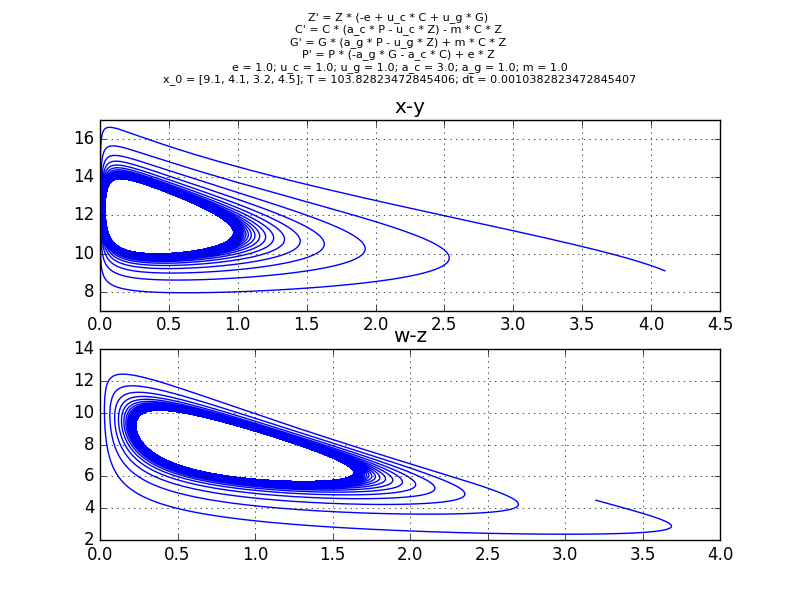 Z' = Z * (-e + u_c * C + u_g * G)
C' = C * (a_c * P - u_c * Z) - m * C * Z
G' = G * (a_g * P - u_g * Z) + m * C * Z
P' = P * (-a_g * G - a_c * C) + e * Z
e = 1.0; u_c = 1.0; u_g = 1.0; a_c = 3.0; a_g = 1.0; m = 1.0
x_0 = [9.1, 4.1, 3.2, 4.5]; T = 103.82823472845406; dt = 0.0010382823472845407
x-y
16
14
12
10
8
0.0 0.5 1.0 1.5 2.0 2.5 3.0 3.5 4.0 4.5
w-z
14
12
10
8
6
4
2
0.0 0.5 1.0 1.5 2.0 2.5 3.0 3.5 4.0